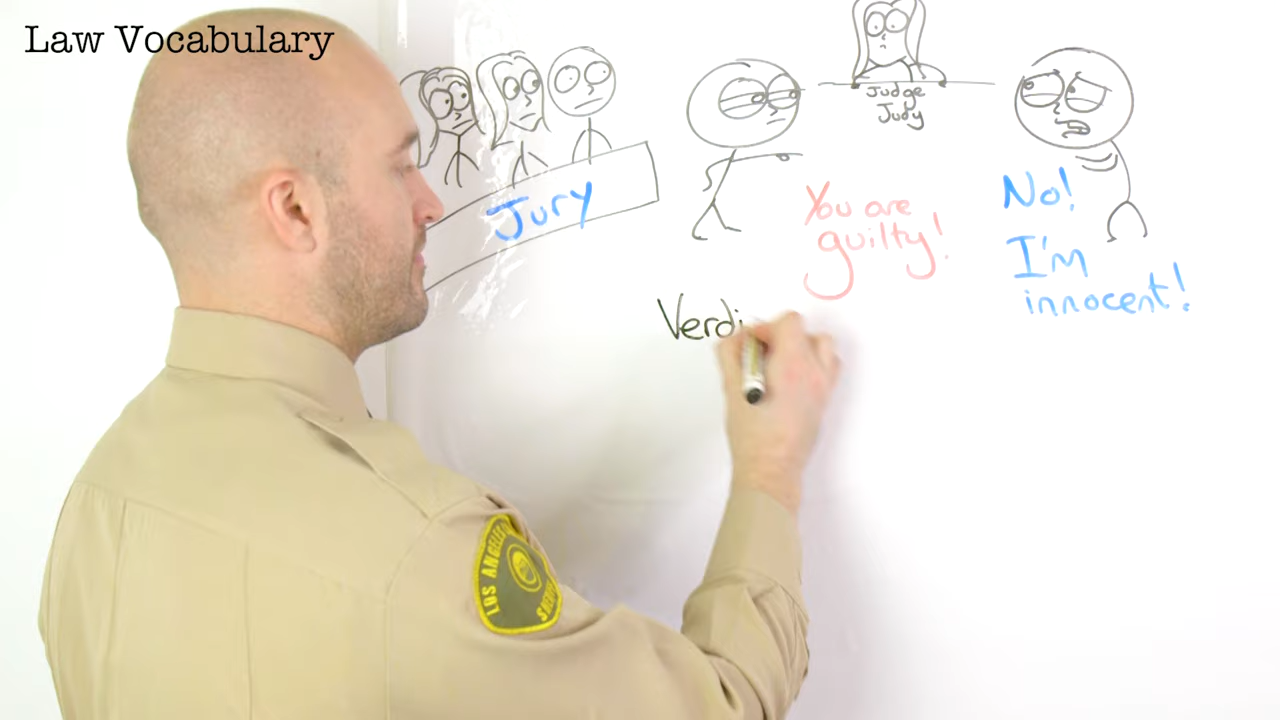 Law Vocabulary
Judge
Judy
Jury
You are
guilty!
No!
I'm
innocent!
Verdi
LOS ANGELES
SHERIFF